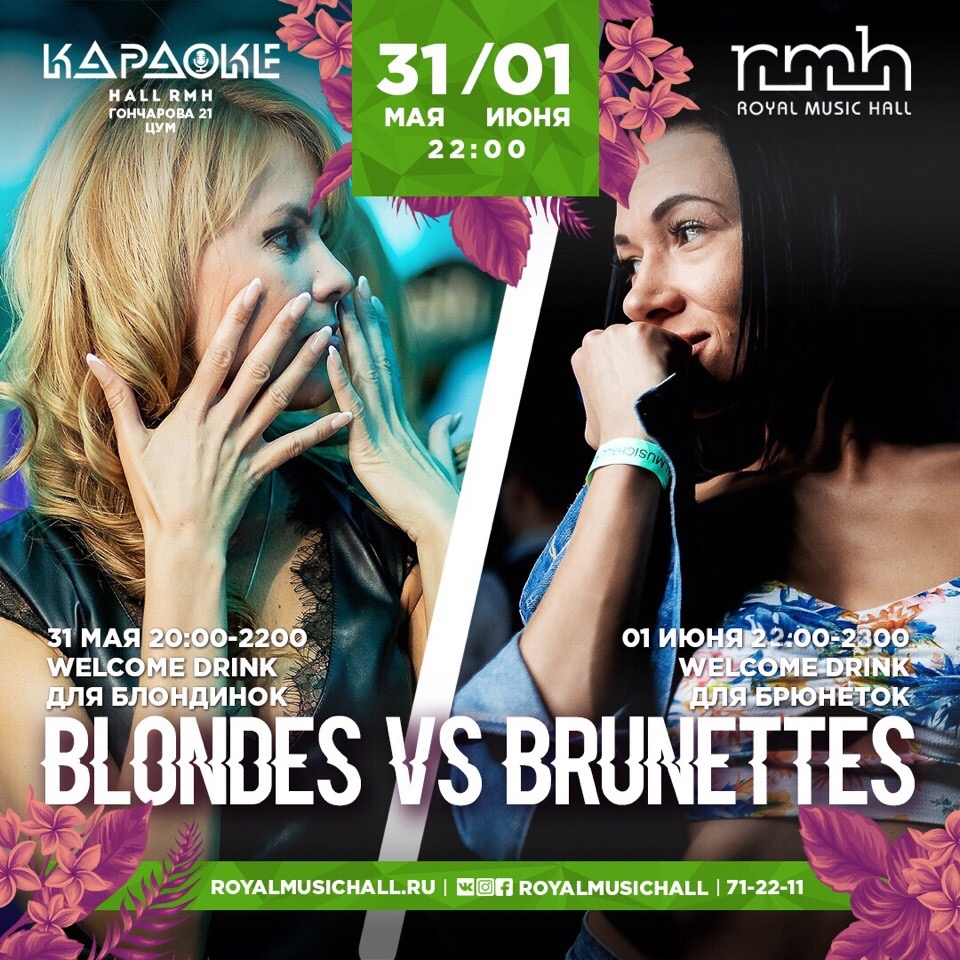 КАРАОКЕ
HALL RMH
ГОНЧАРОВА 21
ЦУМ
31/01
МАЯ ИЮНЯ
22:00
rmh
ROYAL MUSIC HALL
MUSICHALL
31 МАЯ 20:00-2200
WELCOME DRINK
ДЛЯ БЛОНДИНОК
01 ИЮНЯ 22:00-2300
WELCOME DRINK
ДЛЯ БРЮНЕТОК
BLONDES VS BRUNETTES
ROYALMUSICHALL.RU | ROYALMUSICHALL | 71-22-11